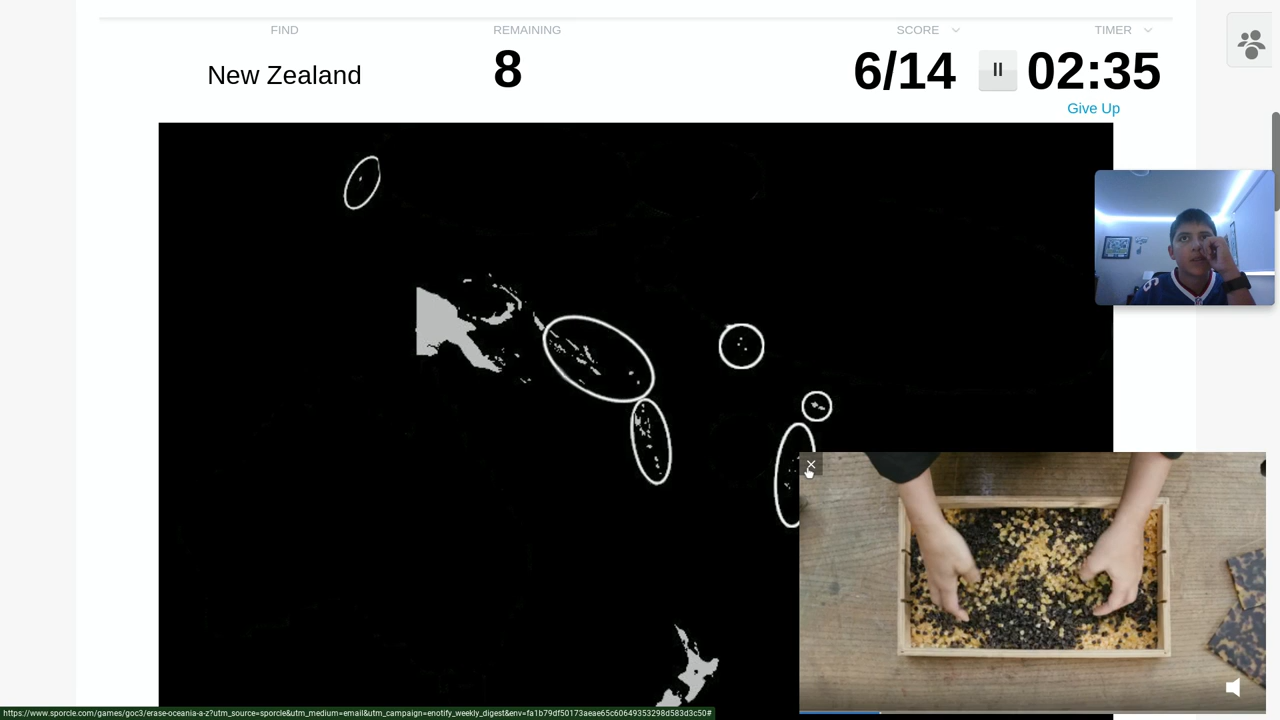 FIND
REMAINING
SCORE
TIMER
New Zealand
8
6/14
02:35
Give Up
https://www.sporcle.com/games/goc3/erase-oceania-a-z?utm_source=sporcle&utm_medium=email&utm_campaign=enotify_weekly_digest&env=fa1b79df50173aeae65c60649353298d583d3c50#